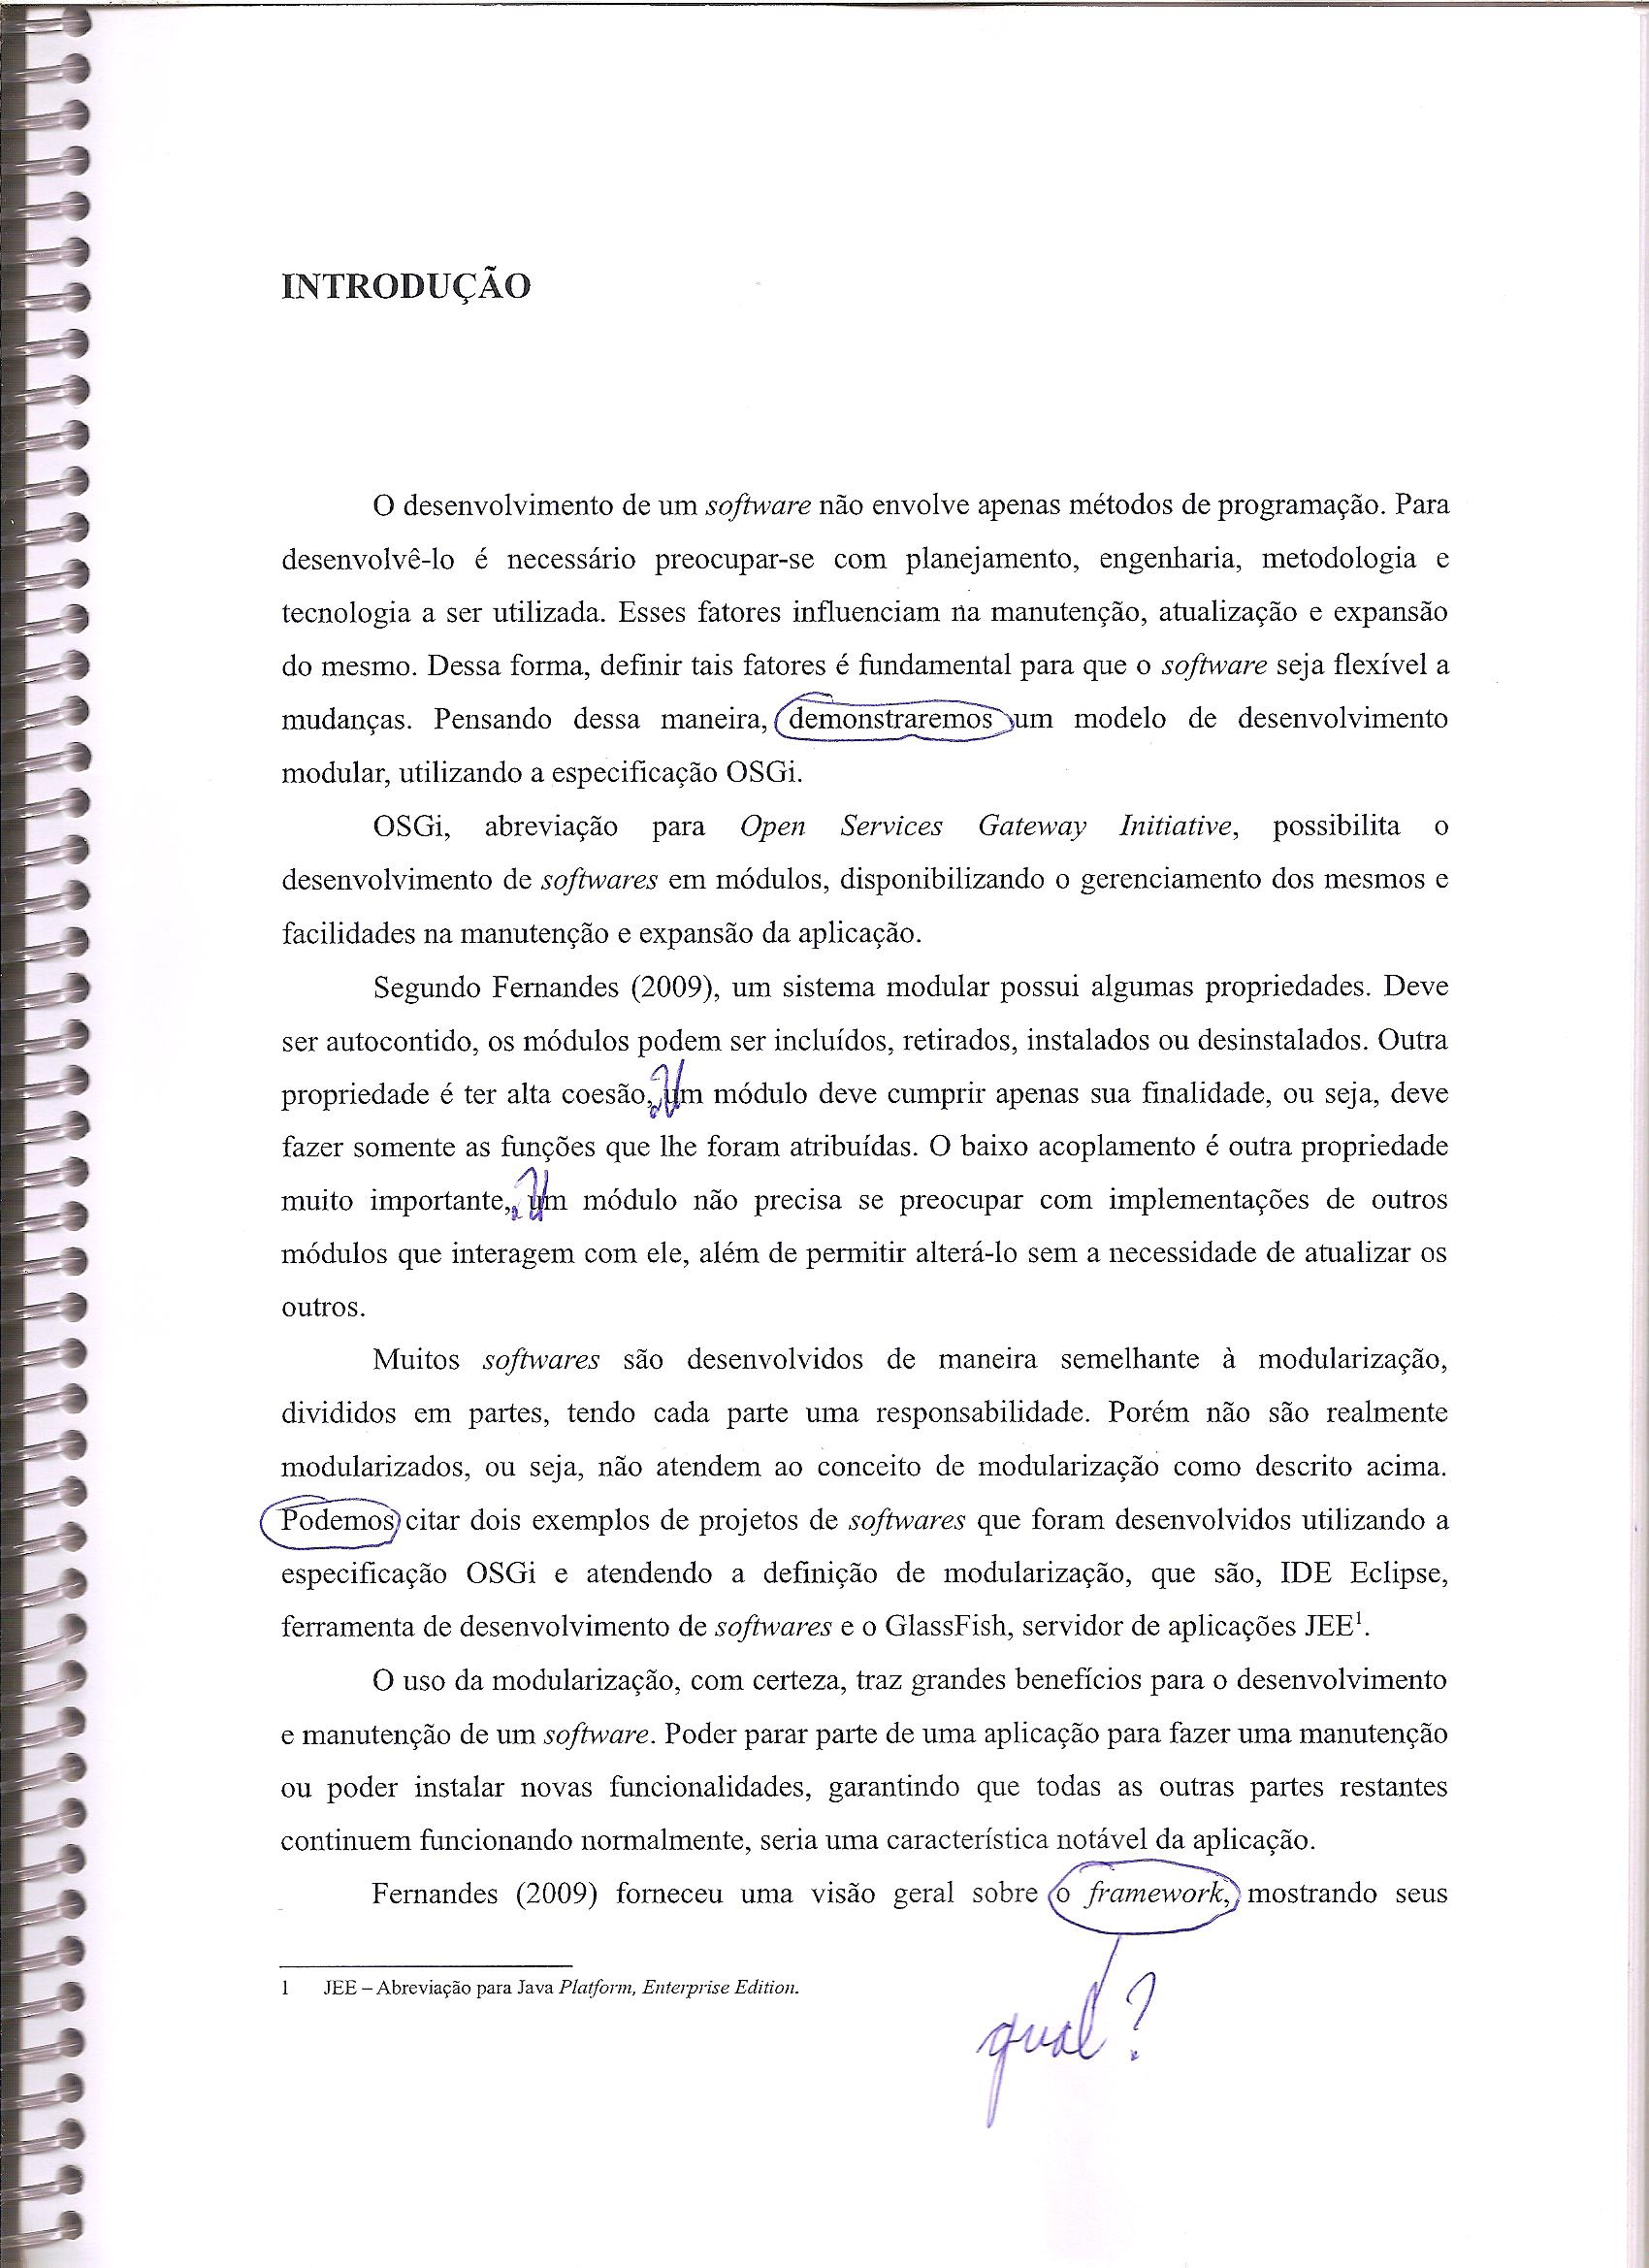 INTRODUÇÃO
O desenvolvimento de um software não envolve apenas métodos de programação. Para
desenvolvê-lo é necessário preocupar-se com planejamento, engenharia, metodologia e
tecnologia a ser utilizada. Esses fatores influenciam na manutenção, atualização e expansão
do mesmo. Dessa forma, definir tais fatores é fundamental para que o software seja flexível a
mudanças. Pensando dessa maneira, demonstraremos um modelo de desenvolvimento
modular, utilizando a especificação OSGi.
OSGi, abreviação para Open Services Gateway Initiative, possibilita o
desenvolvimento de softwares em módulos, disponibilizando o gerenciamento dos mesmos e
facilidades na manutenção e expansão da aplicação.
Segundo Fernandes (2009), um sistema modular possui algumas propriedades. Deve
ser autocontido, os módulos podem ser incluídos, retirados, instalados ou desinstalados. Outra
propriedade é ter alta coesão, Um módulo deve cumprir apenas sua finalidade, ou seja, deve
fazer somente as funções que lhe foram atribuídas. O baixo acoplamento é outra propriedade
muito importante, Um módulo não precisa se preocupar com implementações de outros
módulos que interagem com ele, além de permitir alterá-lo sem a necessidade de atualizar os
outros.
Muitos softwares são desenvolvidos de maneira semelhante à modularização,
divididos em partes, tendo cada parte uma responsabilidade. Porém não são realmente
modularizados, ou seja, não atendem ao conceito de modularização como descrito acima.
Podemos citar dois exemplos de projetos de softwares que foram desenvolvidos utilizando a
especificação OSGi e atendendo a definição de modularização, que são, IDE Eclipse,
ferramenta de desenvolvimento de softwares e o GlassFish, servidor de aplicações JEE¹.
O uso da modularização, com certeza, traz grandes benefícios para o desenvolvimento
e manutenção de um software. Poder parar parte de uma aplicação para fazer uma manutenção
ou poder instalar novas funcionalidades, garantindo que todas as outras partes restantes
continuem funcionando normalmente, seria uma característica notável da aplicação.
Fernandes (2009) forneceu uma visão geral sobre o framework, mostrando seus
1 JEE – Abreviação para Java Platform, Enterprise Edition.
qual?